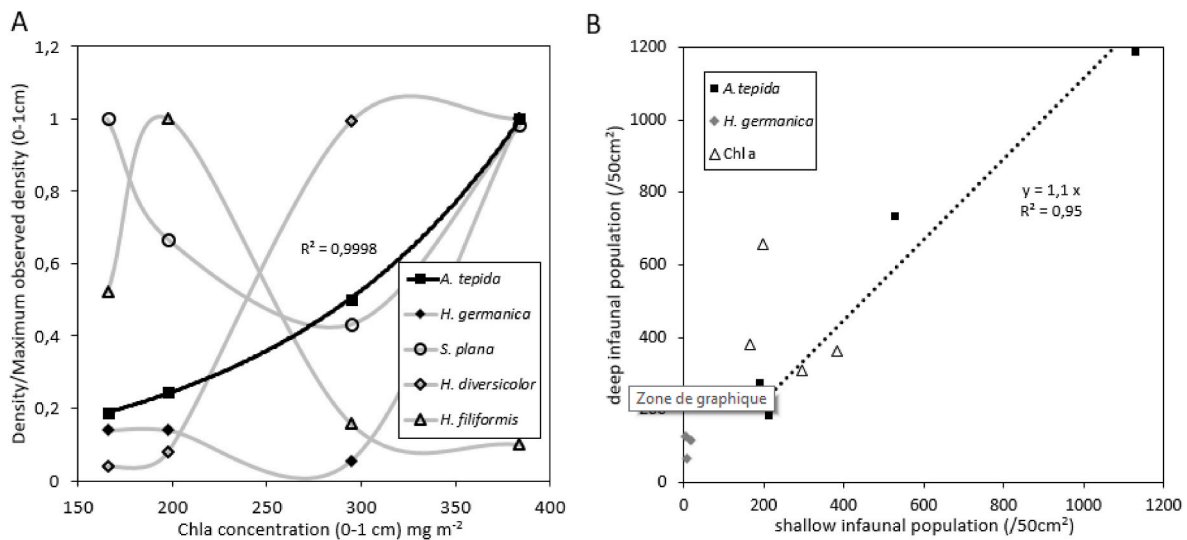 A
Density/Maximum observed density (0-1cm)
1,2
1
0,8
0,6
0,4
0,2
0
150 200 250 300 350 400
Chla concentration (0-1 cm) mg m-2
R² = 0,9998
A. tepida
H. germanica
S. plana
H. diversicolor
H. filiformis
B
deep infaunal population (/50cm²)
1200
1000
800
600
400
200
0
0 200 400 600 800 1000 1200
shallow infaunal population (/50cm²)
A.tepida
H. germanica
Chla
y = 1,1 x
R² = 0,95
Zone de graphique